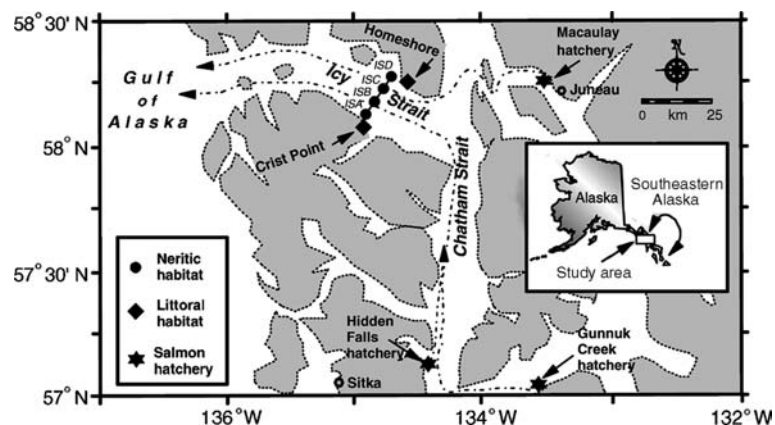 58° 30' N
58° N
57° 30' N
57° N
136° W
134° W
132° W
Gulf
of
Alaska
Icy
Strait
ISD
ISC
ISB
ISA
Homeshore
Crist Point
Chatham Strait
Macaulay
hatchery
Juneau
N
0
25
km
Alaska
Southeastern
Alaska
Study area
Neritic
habitat
Littoral
habitat
Salmon
hatchery
Hidden
Falls
hatchery
Sitka
Gunnuk
Creek
hatchery